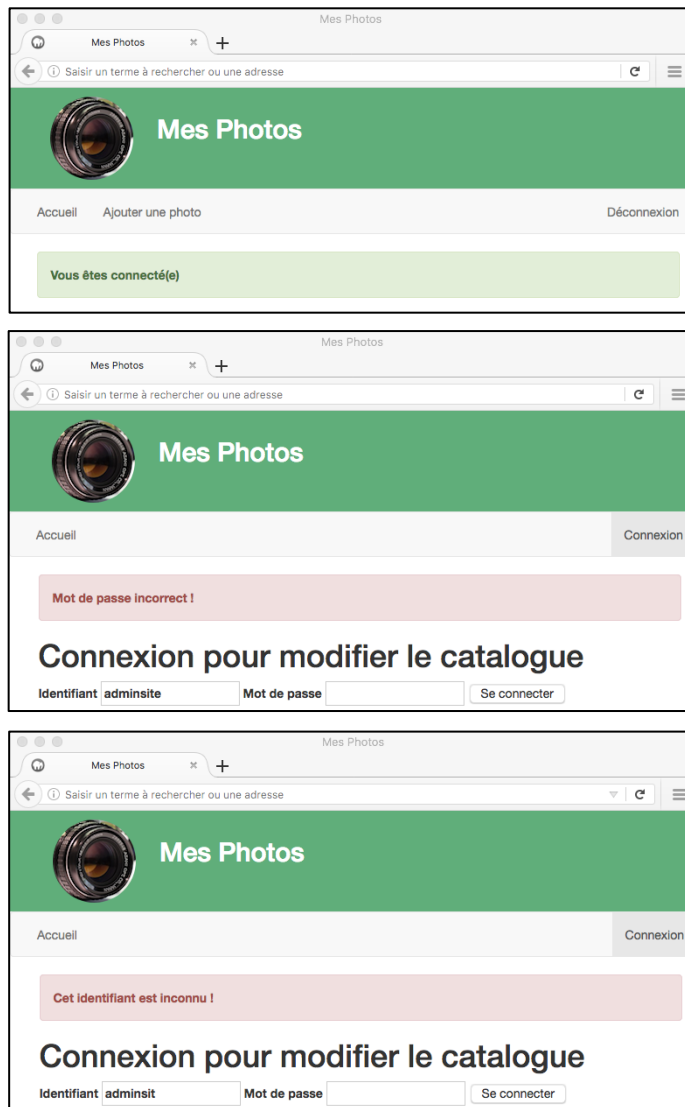 Mes Photos
Mes Photos
Saisir un terme à rechercher ou une adresse
Mes Photos
Accueil Ajouter une photo Déconnexion
Vous êtes connecté(e)
Mes Photos
Mes Photos
Saisir un terme à rechercher ou une adresse
Mes Photos
Accueil Connexion
Mot de passe incorrect !
Connexion pour modifier le catalogue
Identifiant adminsite Mot de passe Se connecter
Mes Photos
Mes Photos
Saisir un terme à rechercher ou une adresse
Mes Photos
Accueil Connexion
Cet identifiant est inconnu !
Connexion pour modifier le catalogue
Identifiant adminsit Mot de passe Se connecter